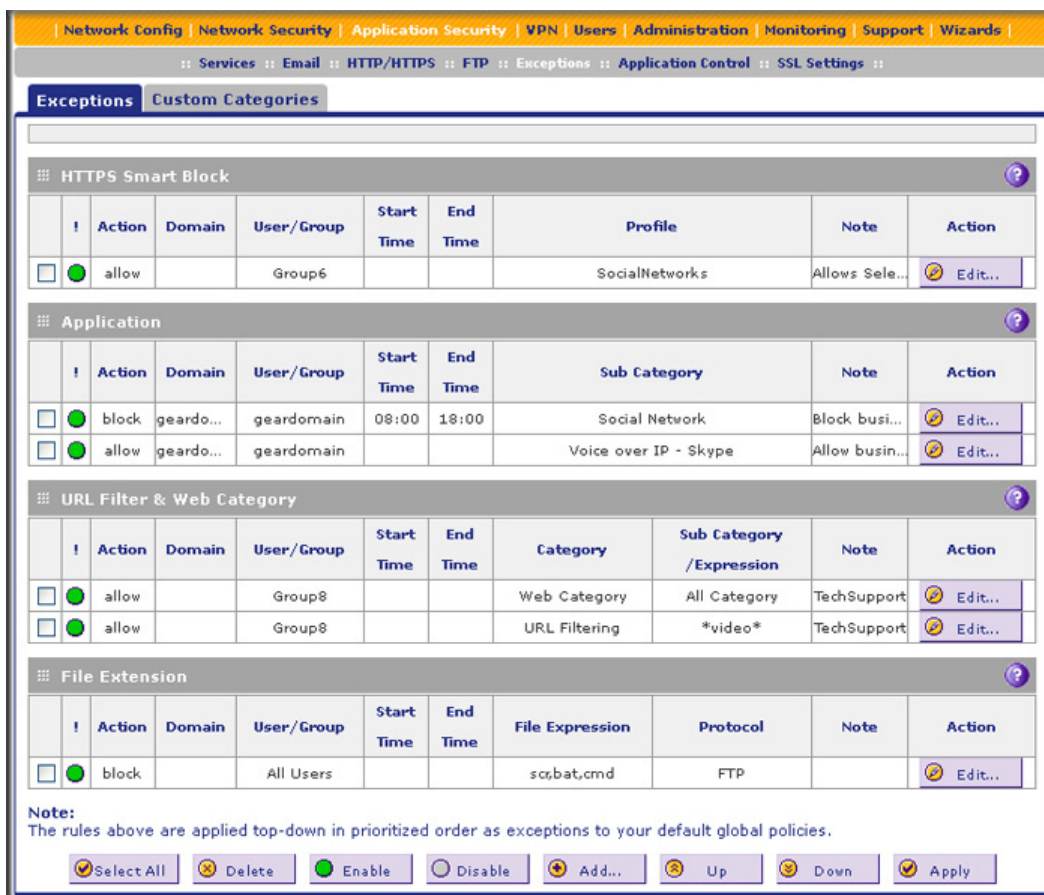 | Network Config | Network Security | Application Security | VPN | Users | Administration | Monitoring | Support | Wizards |
:: Services :: Email :: HTTP/HTTPS :: FTP :: Exceptions :: Application Control :: SSL Settings ::
Exceptions Custom Categories
HTTPS Smart Block ?
! Action Domain User/Group Start Time End Time Profile Note Action
allow Group6 SocialNetworks Allows Sele... Edit...
Application ?
! Action Domain User/Group Start Time End Time Sub Category Note Action
block geardo... geardomain 08:00 18:00 Social Network Block busi... Edit...
allow geardo... geardomain Voice over IP - Skype Allow busin... Edit...
URL Filter & Web Category ?
! Action Domain User/Group Start Time End Time Category Sub Category /Expression Note Action
allow Group8 Web Category All Category TechSupport Edit...
allow Group8 URL Filtering *video* TechSupport Edit...
File Extension ?
! Action Domain User/Group Start Time End Time File Expression Protocol Note Action
block All Users scr,bat,cmd FTP Edit...
Note:
The rules above are applied top-down in prioritized order as exceptions to your default global policies.
Select All Delete Enable Disable Add... Up Down Apply